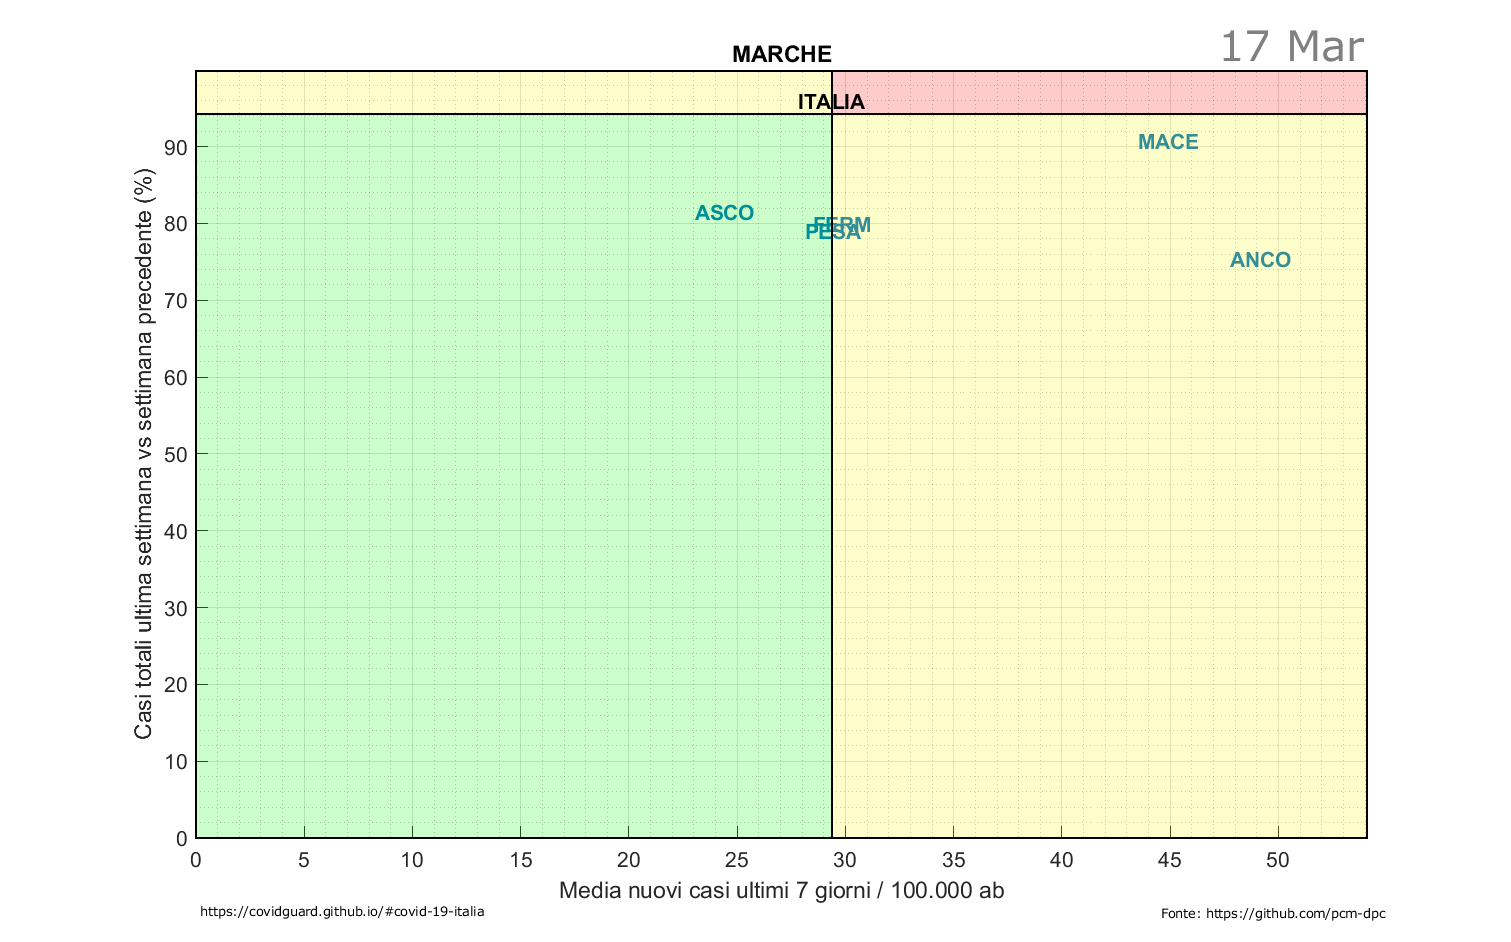 17 Mar
MARCHE
ITALIA
MACE
ASCO
FERM
PESA
ANCO
Casi totali ultima settimana vs settimana precedente (%)
90
80
70
60
50
40
30
20
10
0
0 5 10 15 20 25 30 35 40 45 50
Media nuovi casi ultimi 7 giorni / 100.000 ab
https://covidguard.github.io/#covid-19-italia
Fonte: https://github.com/pcm-dpc